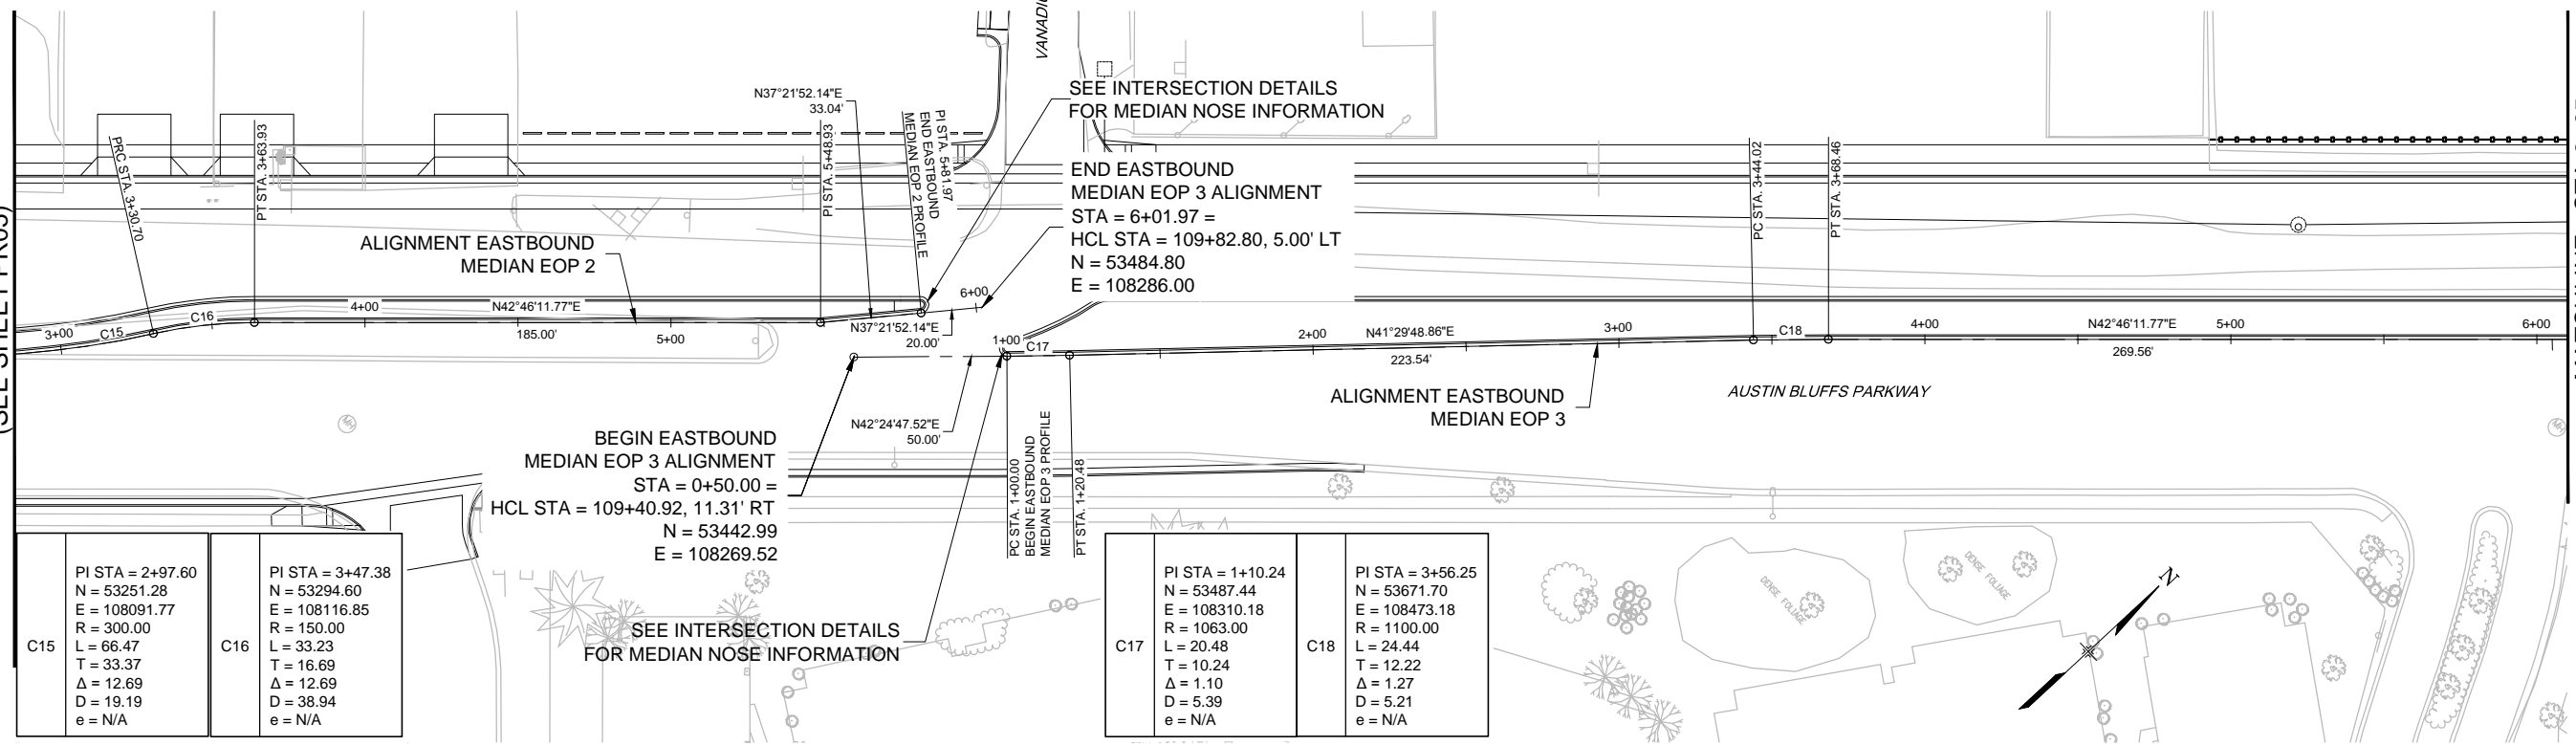 (SEE SHEET PR05)
PRC STA. 3+30.70
PT STA. 3+63.93
N37°21'52.14"E
33.04'
PI STA. 5+48.93
PI STA. 5+81.97
END EASTBOUND
MEDIAN EOP 2 PROFILE
SEE INTERSECTION DETAILS
FOR MEDIAN NOSE INFORMATION
END EASTBOUND
MEDIAN EOP 3 ALIGNMENT
STA = 6+01.97 =
HCL STA = 109+82.80, 5.00' LT
N = 53484.80
E = 108286.00
PC STA. 3+44.02
PT STA. 3+68.46
ALIGNMENT EASTBOUND
MEDIAN EOP 2
3+00
C15
C16
4+00
N42°46'11.77"E
185.00'
5+00
N37°21'52.14"E
20.00'
6+00
1+00
C17
2+00
N41°29'48.86"E
223.54'
3+00
C18
4+00
N42°46'11.77"E
269.56'
5+00
6+00
ALIGNMENT EASTBOUND
MEDIAN EOP 3
AUSTIN BLUFFS PARKWAY
N42°24'47.52"E
50.00'
BEGIN EASTBOUND
MEDIAN EOP 3 ALIGNMENT
STA = 0+50.00 =
HCL STA = 109+40.92, 11.31' RT
N = 53442.99
E = 108269.52
PC STA. 1+00.00
BEGIN EASTBOUND
MEDIAN EOP 3 PROFILE
PT STA. 1+20.48
SEE INTERSECTION DETAILS
FOR MEDIAN NOSE INFORMATION
MH
MH
DENSE FOLIAGE
DENSE FOLIAGE
N
C15
PI STA = 2+97.60
N = 53251.28
E = 108091.77
R = 300.00
L = 66.47
T = 33.37
Δ = 12.69
D = 19.19
e = N/A
C16
PI STA = 3+47.38
N = 53294.60
E = 108116.85
R = 150.00
L = 33.23
T = 16.69
Δ = 12.69
D = 38.94
e = N/A
C17
PI STA = 1+10.24
N = 53487.44
E = 108310.18
R = 1063.00
L = 20.48
T = 10.24
Δ = 1.10
D = 5.39
e = N/A
C18
PI STA = 3+56.25
N = 53671.70
E = 108473.18
R = 1100.00
L = 24.44
T = 12.22
Δ = 1.27
D = 5.21
e = N/A